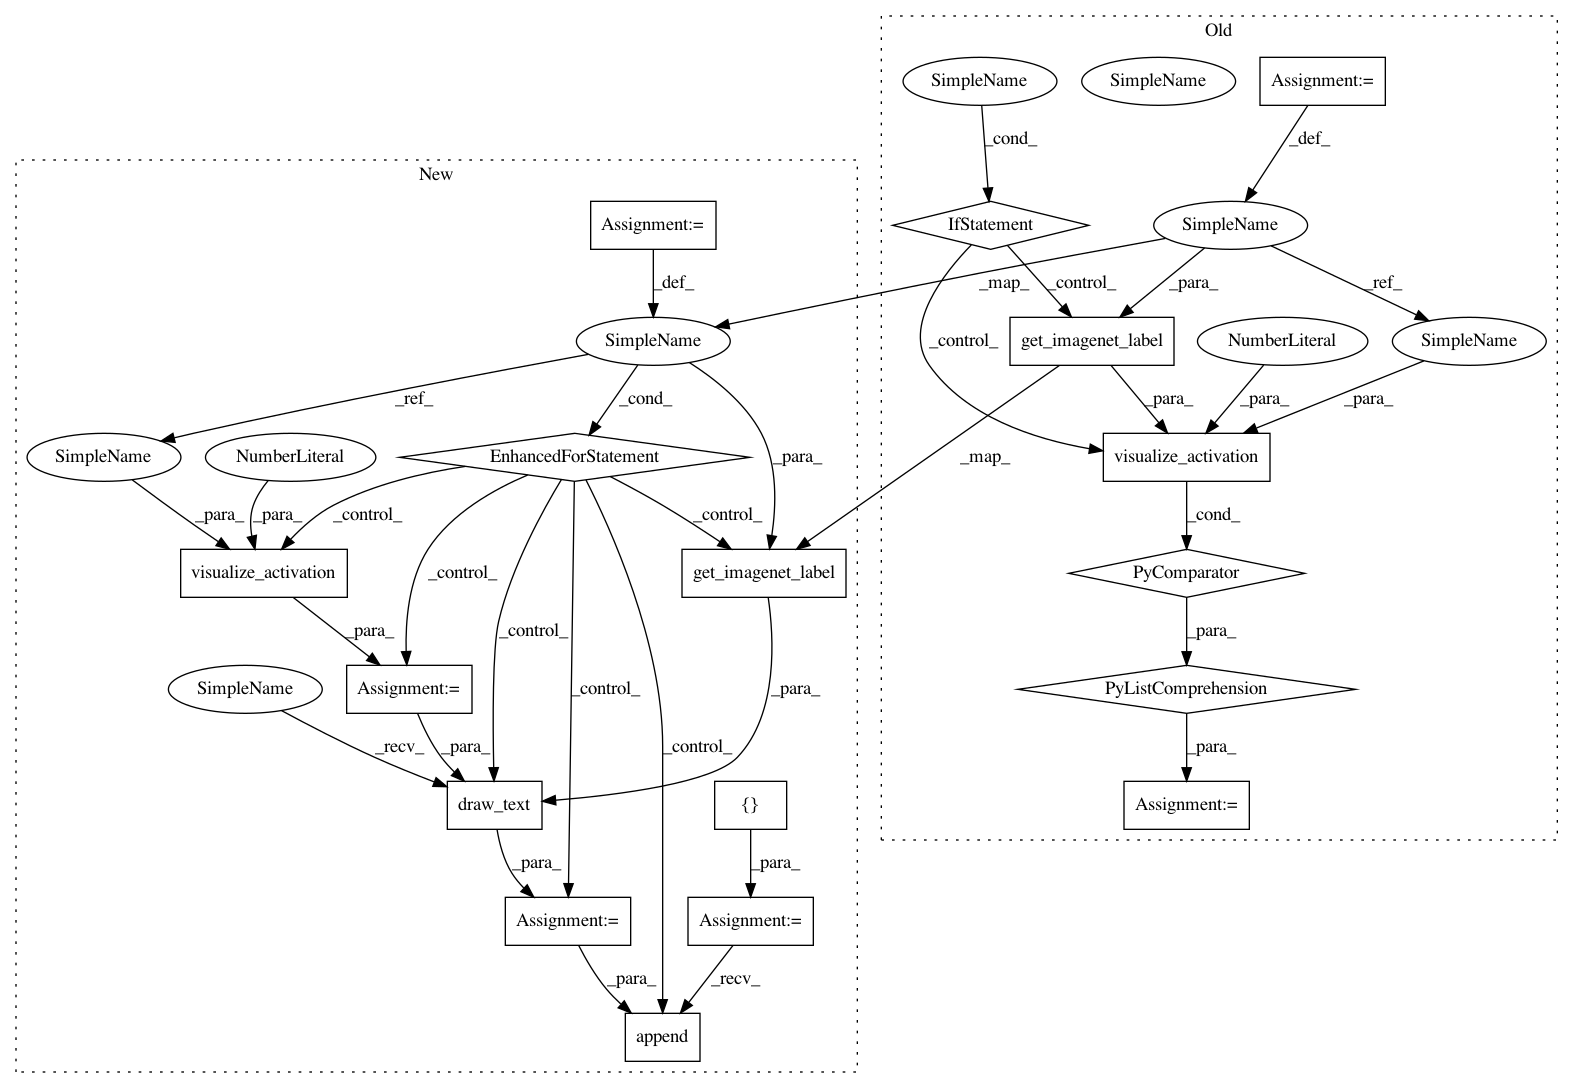 Old
SimpleName
SimpleName
Assignment:=
_cond_
_def_
New
Assignment:=
IfStatement
SimpleName
_def_
_map_
_control_
_para_
_ref_
SimpleName
get_imagenet_label
NumberLiteral
SimpleName
_control_
_ref_
_cond_
_para_
_para_
_para_
SimpleName
NumberLiteral
EnhancedForStatement
_para_
_map_
visualize_activation
_para_
_para_
_control_
_control_
_cond_
visualize_activation
_control_
get_imagenet_label
PyComparator
_para_
_control_
_control_
_para_
_para_
SimpleName
Assignment:=
PyListComprehension
_recv_
_para_
_control_
_para_
draw_text
{}
Assignment:=
_para_
_para_
Assignment:=
Assignment:=
_para_
_recv_
append